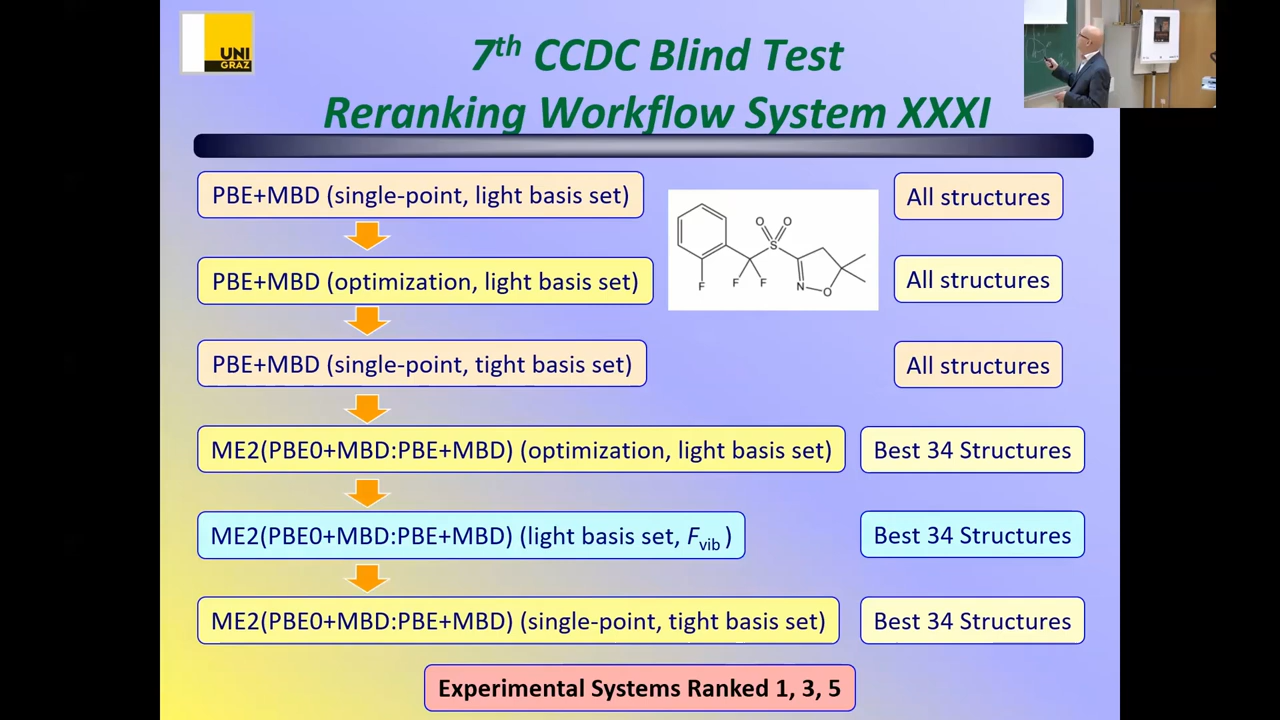 UNI
GRAZ
7th CCDC Blind Test
Reranking Workflow System XXXI
PBE+MBD (single-point, light basis set)
All structures
PBE+MBD (optimization, light basis set)
All structures
O O
S
F F F
N O
PBE+MBD (single-point, tight basis set)
All structures
ME2(PBE0+MBD:PBE+MBD) (optimization, light basis set)
Best 34 Structures
ME2(PBE0+MBD:PBE+MBD) (light basis set, Fvib )
Best 34 Structures
ME2(PBE0+MBD:PBE+MBD) (single-point, tight basis set)
Best 34 Structures
Experimental Systems Ranked 1, 3, 5